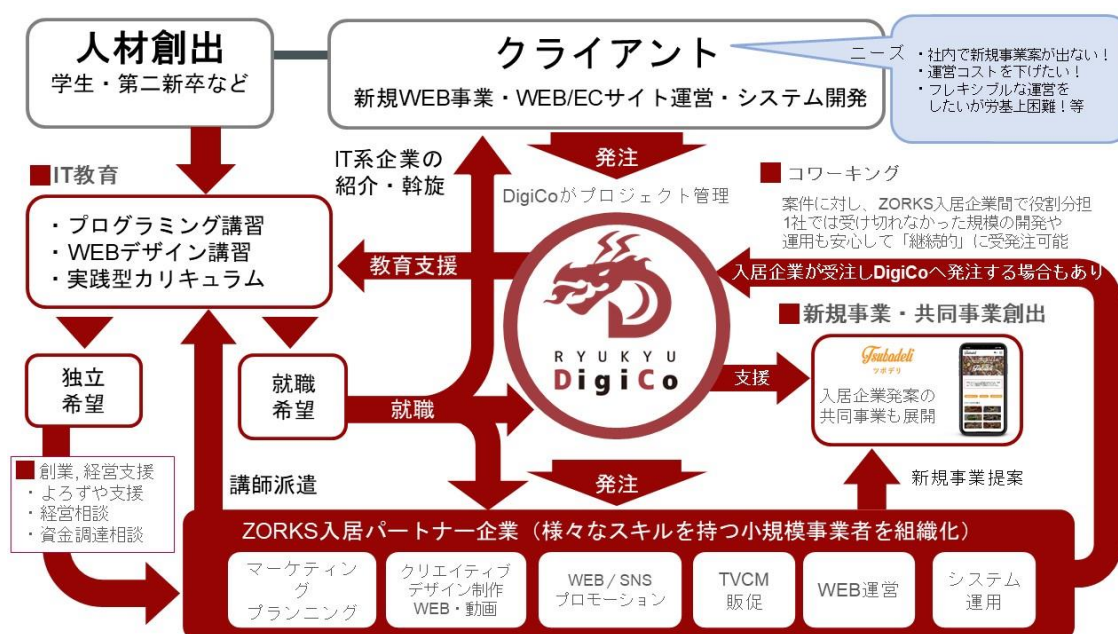 人材創出
学生・第二新卒など
クライアント
新規WEB事業・WEB/ECサイト運営・システム開発
ニーズ
・社内で新規事業案が出ない！
・運営コストを下げたい！
・フレキシブルな運営を
したいが労基上困難！等
■IT教育
・プログラミング講習
・WEBデザイン講習
・実践型カリキュラム
IT系企業の
紹介・斡旋
発注
DigiCoがプロジェクト管理
■コワーキング
案件に対し、ZORKS入居企業間で役割分担
1社では受け切れなかった規模の開発や
運用も安心して「継続的」に受発注可能
入居企業が受注しDigiCoへ発注する場合もあり
教育支援
RYUKYU
DigiCo
■新規事業・共同事業創出
Tsubadeli
ツボデリ
入居企業発案の
共同事業も展開
支援
独立
希望
就職
希望
就職
■創業,経営支援
・よろずや支援
・経営相談
・資金調達相談
講師派遣
発注
新規事業提案
ZORKS入居パートナー企業（様々なスキルを持つ小規模事業者を組織化）
マーケティン
グ
プランニング
クリエイティブ
デザイン制作
WEB・動画
WEB / SNS
プロモーション
TVCM
販促
WEB運営
システム
運用